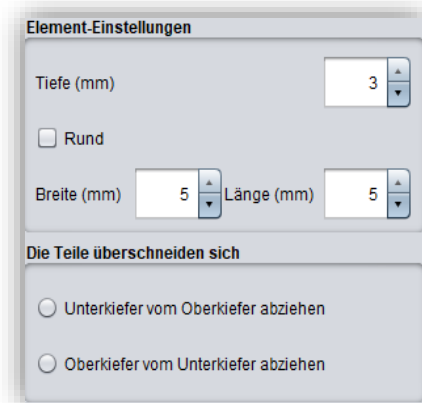 Element-Einstellungen
Tiefe (mm) 3
Rund
Breite (mm) 5 Länge (mm) 5
Die Teile überschneiden sich
Unterkiefer vom Oberkiefer abziehen
Oberkiefer vom Unterkiefer abziehen